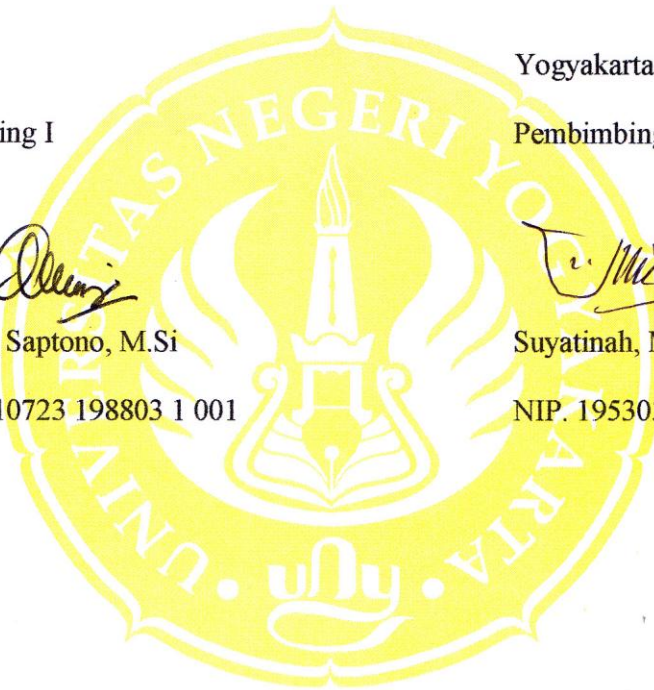 Yogyakarta
ing I
Pembimbing
Saptono, M.Si
Suyatinah, M
10723 198803 1 001
NIP. 19530
UNIVERSITAS NEGERI YOGYAKARTA
uny